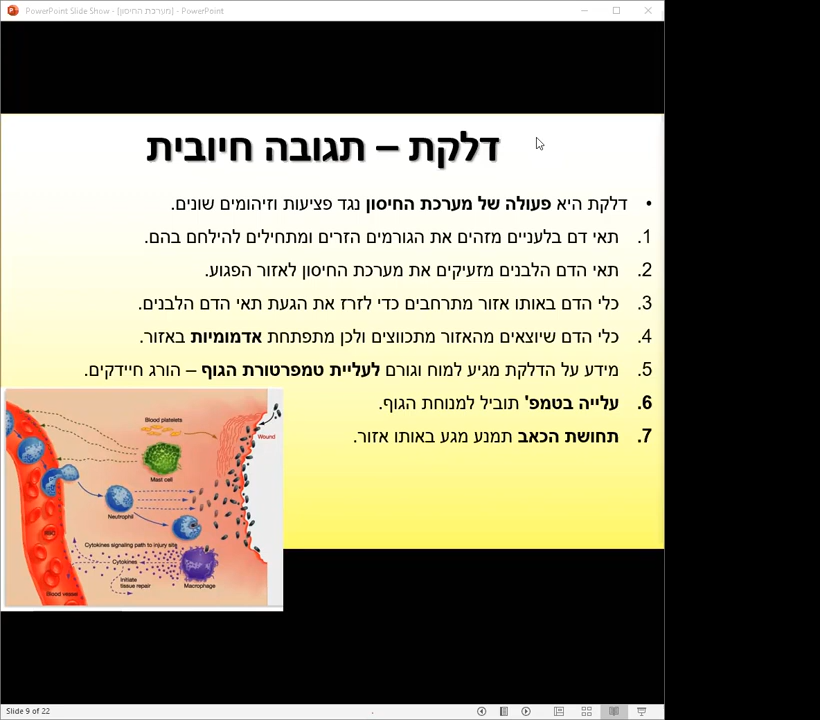 PowerPoint Slide Show - [מערכת החיסון] - PowerPoint
דלקת – תגובה חיובית
• דלקת היא פעולה של מערכת החיסון נגד פציעות וזיהומים שונים.
1. תאי דם בלעניים מזהים את הגורמים הזרים ומתחילים להילחם בהם.
2. תאי הדם הלבנים מזעיקים את מערכת החיסון לאזור הפגוע.
3. כלי הדם באותו אזור מתרחבים כדי לזרז את הגעת תאי הדם הלבנים.
4. כלי הדם שיוצאים מהאזור מתכווצים ולכן מתפתחת אדמומיות באזור.
5. מידע על הדלקת מגיע למוח וגורם לעליית טמפרטורת הגוף – הורג חיידקים.
6. עלייה בטמפ' תוביל למנוחת הגוף.
7. תחושת הכאב תמנע מגע באותו אזור.
Blood platelets
Wound
Mast cell
Neutrophil
RBC
Cytokines signaling path to injury site
Cytokines
Initiate
tissue repair
Macrophage
Blood vessel
Slide 9 of 22